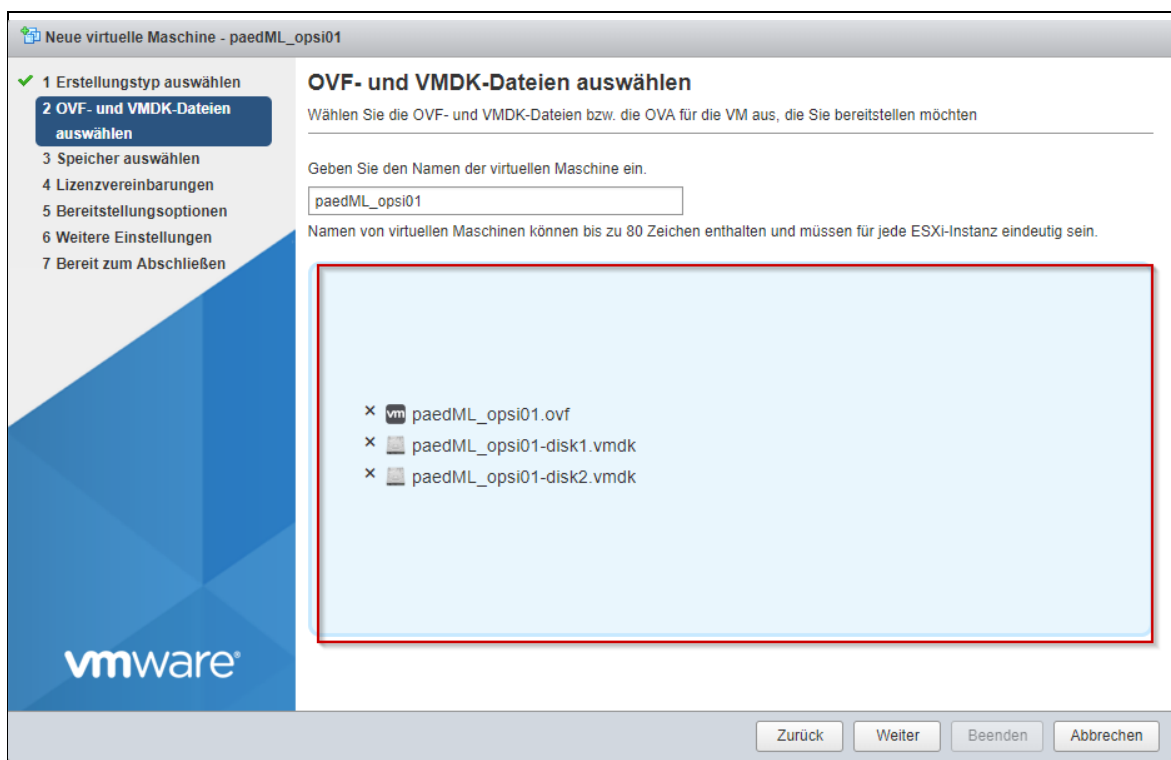 Neue virtuelle Maschine - paedML_opsi01
1 Erstellungstyp auswählen
2 OVF- und VMDK-Dateien
auswählen
3 Speicher auswählen
4 Lizenzvereinbarungen
5 Bereitstellungsoptionen
6 Weitere Einstellungen
7 Bereit zum Abschließen
vmware®
OVF- und VMDK-Dateien auswählen
Wählen Sie die OVF- und VMDK-Dateien bzw. die OVA für die VM aus, die Sie bereitstellen möchten
Geben Sie den Namen der virtuellen Maschine ein.
paedML_opsi01
Namen von virtuellen Maschinen können bis zu 80 Zeichen enthalten und müssen für jede ESXi-Instanz eindeutig sein.
× vm paedML_opsi01.ovf
× paedML_opsi01-disk1.vmdk
× paedML_opsi01-disk2.vmdk
Zurück Weiter Beenden Abbrechen